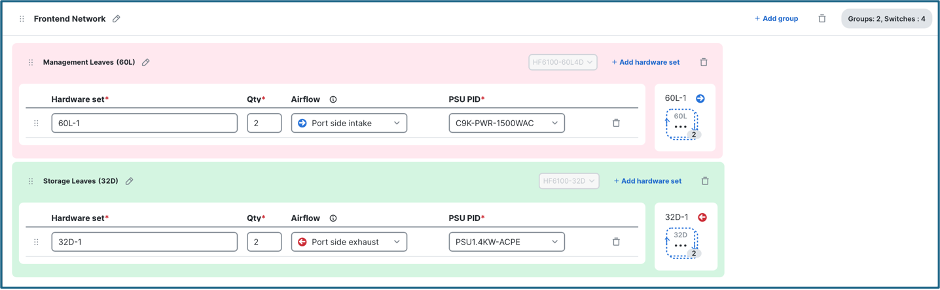 Frontend Network + Add group Groups: 2, Switches : 4
Management Leaves (60L) HF6100-60L4D + Add hardware set
Hardware set* Qty* Airflow PSU PID* 60L-1
60L-1 2 Port side intake C9K-PWR-1500WAC 60L
2
Storage Leaves (32D) HF6100-32D + Add hardware set
Hardware set* Qty* Airflow PSU PID* 32D-1
32D-1 2 Port side exhaust PSU1.4KW-ACPE 32D
2